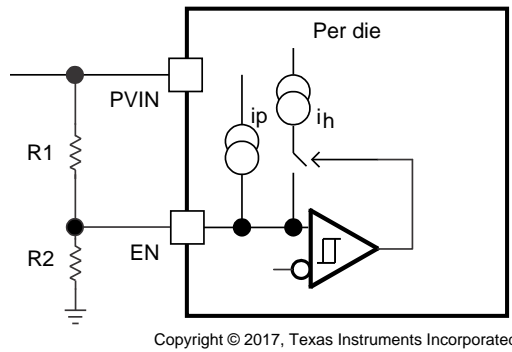 Per die
PVIN
ip
ih
R1
EN
R2
Copyright © 2017, Texas Instruments Incorporated